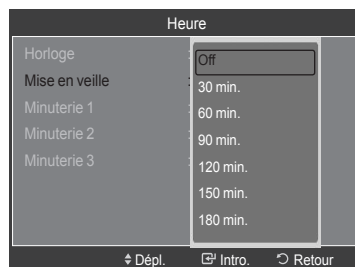 Heure
Horloge :
Mise en veille :
Minuterie 1 :
Minuterie 2 :
Minuterie 3 :
Off
30 min.
60 min.
90 min.
120 min.
150 min.
180 min.
Dépl. Intro. Retour